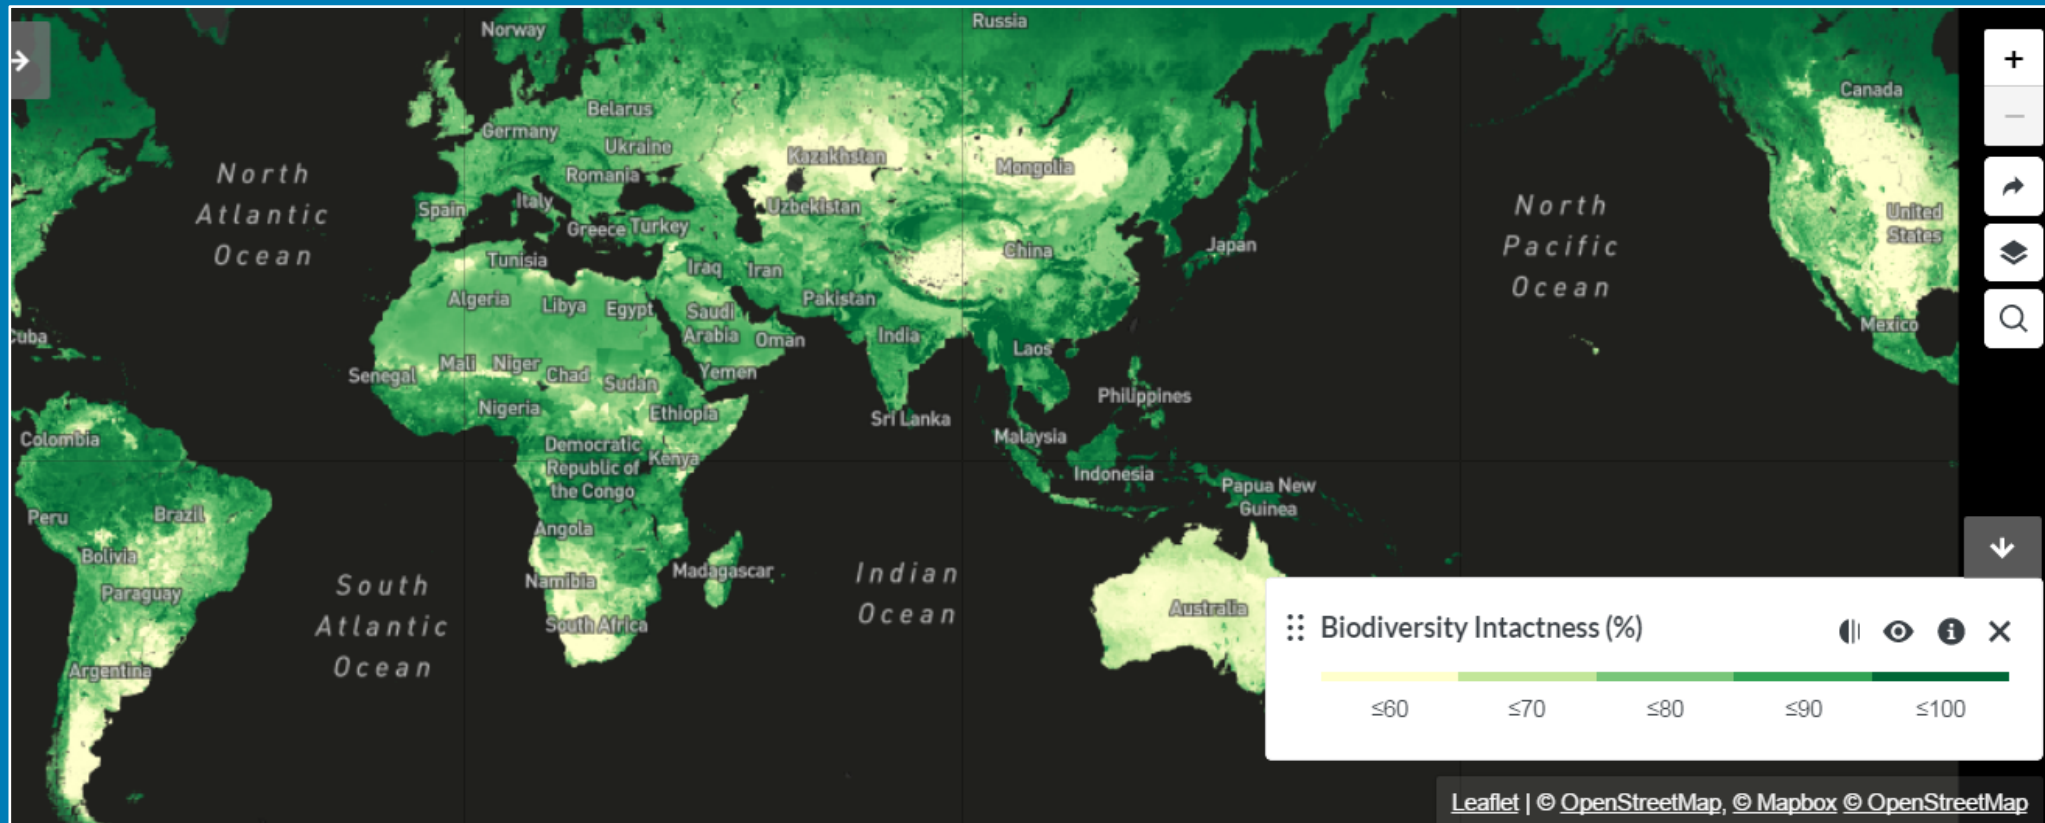 Norway
Russia
Canada
Belarus
Germany
Ukraine
Kazakhstan
Mongolia
Romania
North
Atlantic
Ocean
Spain
Italy
Uzbekistan
Greece
Turkey
China
Japan
North
Pacific
Ocean
United
States
Tunisia
Iraq
Iran
Algeria
Libya
Egypt
Pakistan
Saudi
Arabia
Oman
India
Mexico
Cuba
Laos
Mali
Niger
Chad
Senegal
Sudan
Yemen
Nigeria
Ethiopia
Sri Lanka
Philippines
Colombia
Malaysia
Democratic
Republic of
the Congo
Kenya
Indonesia
Papua New
Guinea
Peru
Brazil
Angola
Bolivia
Namibia
Madagascar
Indian
Ocean
Paraguay
South
Atlantic
Ocean
South Africa
Australia
Argentina
Biodiversity Intactness (%)
≤60 ≤70 ≤80 ≤90 ≤100
Leaflet | © OpenStreetMap, © Mapbox © OpenStreetMap